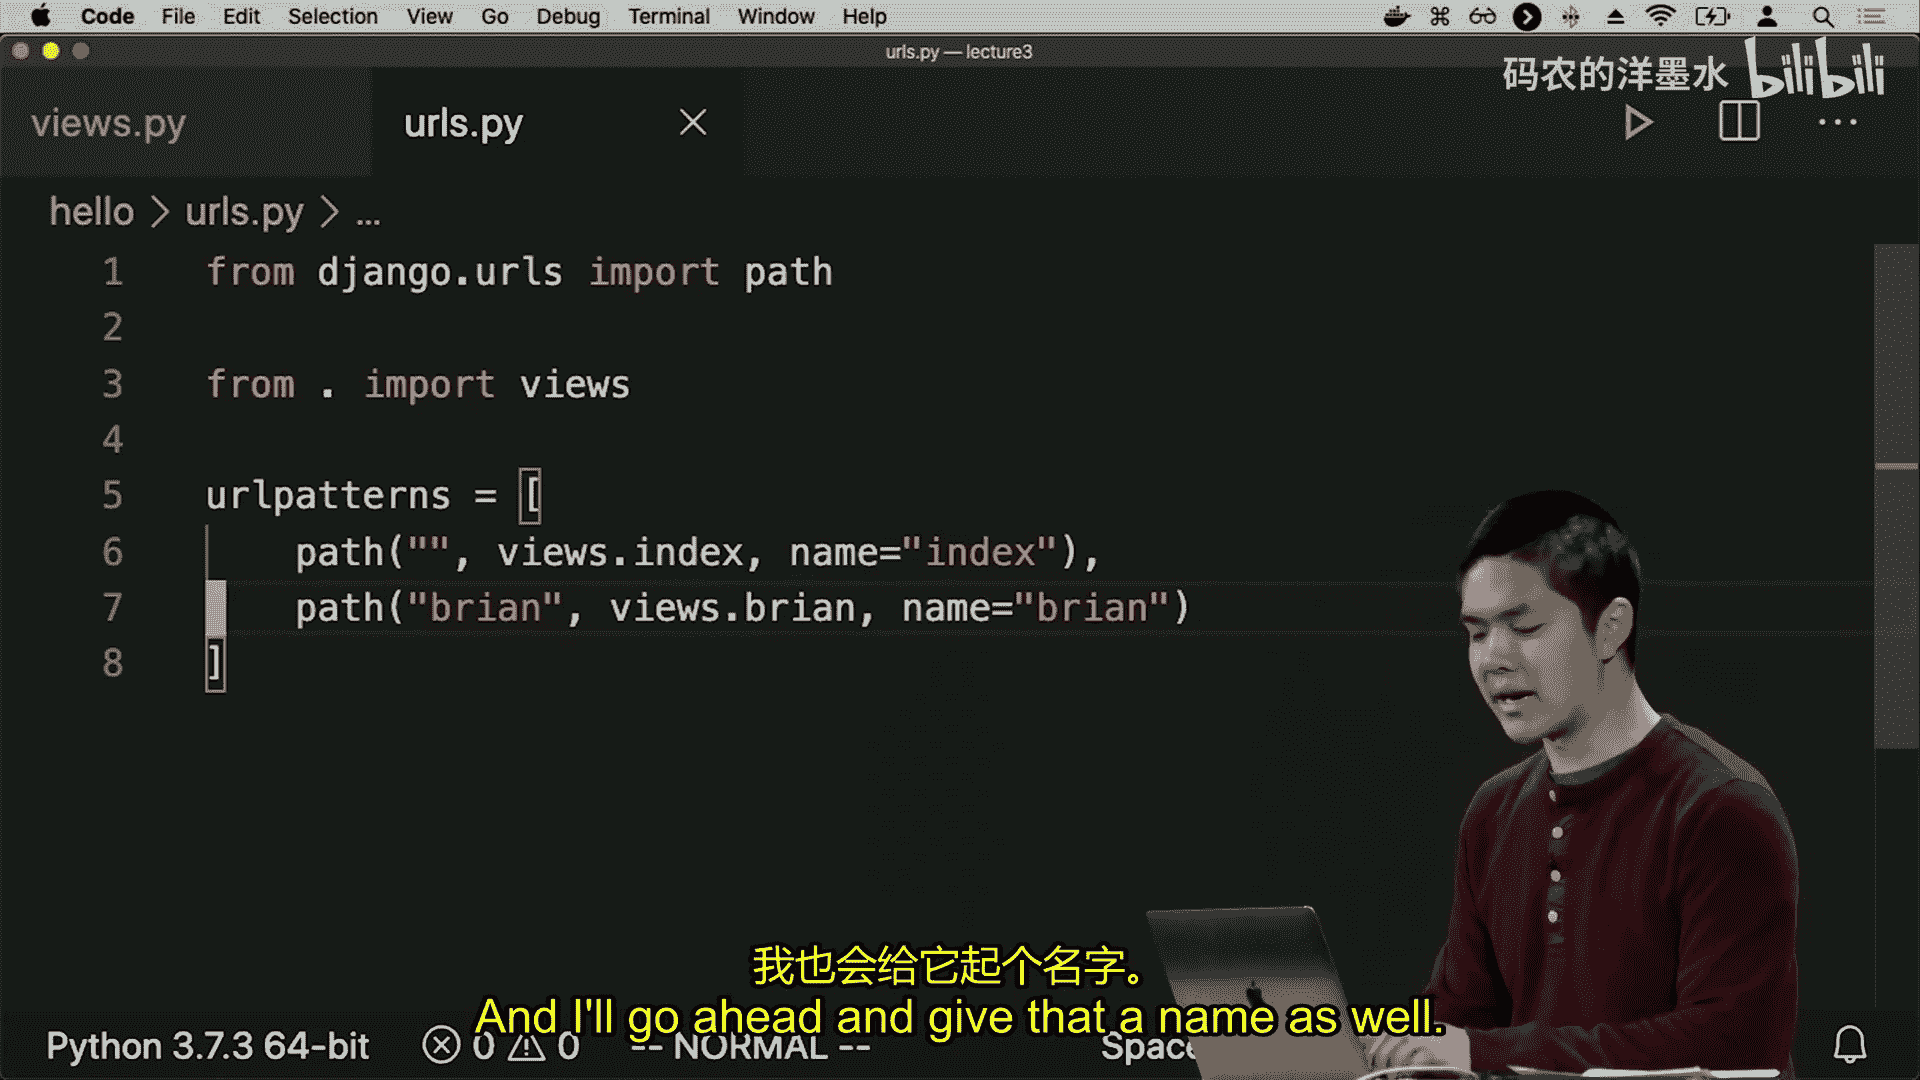 Code File Edit Selection View Go Debug Terminal Window Help
urls.py — lecture3
码农的洋墨水 bilibili
views.py urls.py
hello > urls.py > ...
1 from django.urls import path
2
3 from . import views
4
5 urlpatterns = [
6 path("", views.index, name="index"),
7 path("brian", views.brian, name="brian")
8 ]
我也会给它起个名字。
And I'll go ahead and give that a name as well.
Python 3.7.3 64-bit 0 0 -- NORMAL --